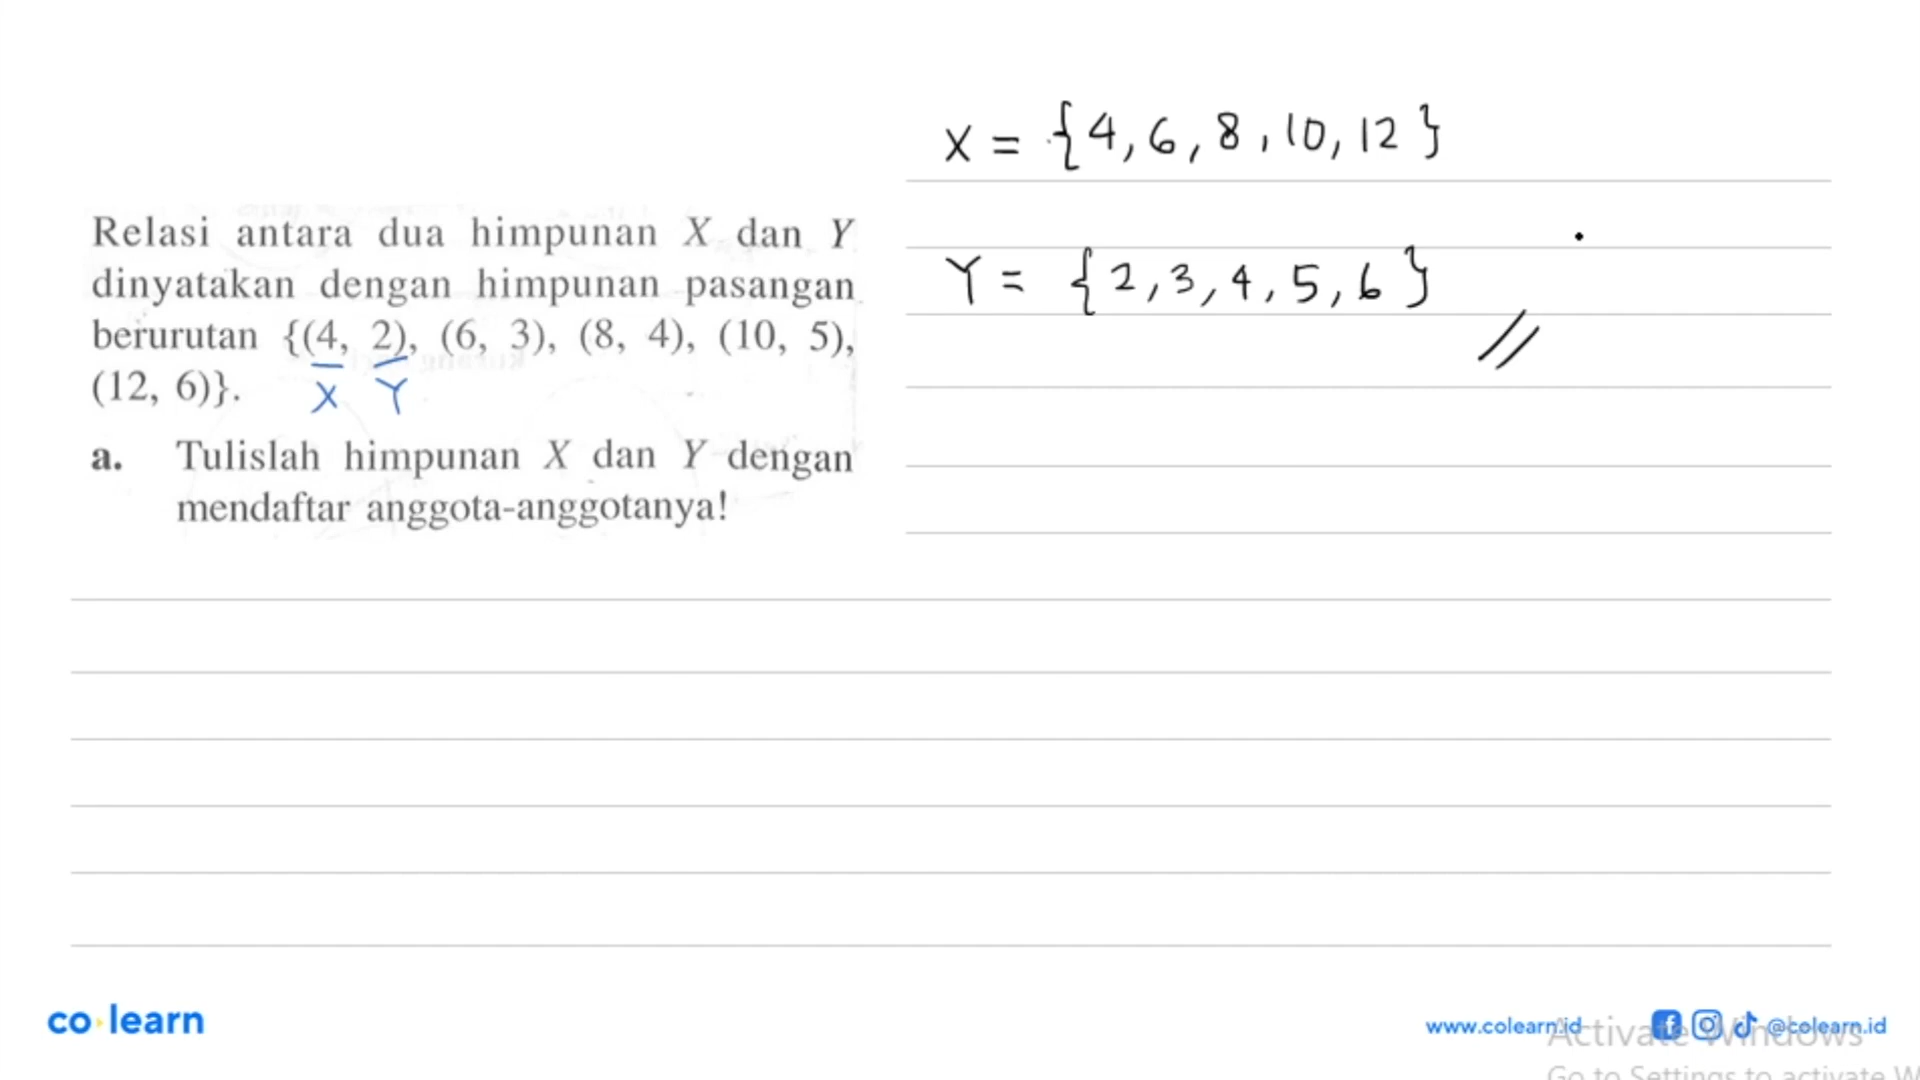 X = {4, 6, 8, 10, 12}
Relasi antara dua himpunan X dan Y
dinyatakan dengan himpunan pasangan
berurutan {(4, 2), (6, 3), (8, 4), (10, 5),
(12, 6)}.
X Y
a. Tulislah himpunan X dan Y dengan
mendaftar anggota-anggotanya!
Y = {2, 3, 4, 5, 6}
co learn
www.colearn.id
@colearn.id
Activate Windows
Go to Settings to activate W